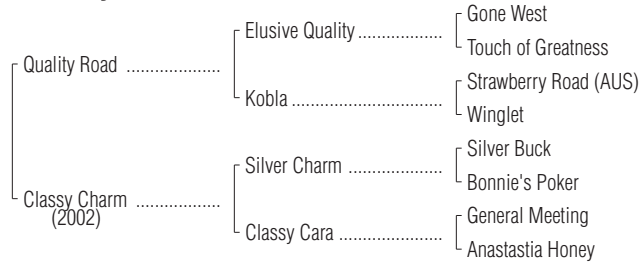 Gone West
Elusive Quality ..................
Touch of Greatness
Quality Road ...................
Strawberry Road (AUS)
Kobla ................................
Winglet
Silver Buck
Silver Charm .....................
Bonnie's Poker
Classy Charm .................
(2002)
General Meeting
Classy Cara ......................
Anastastia Honey